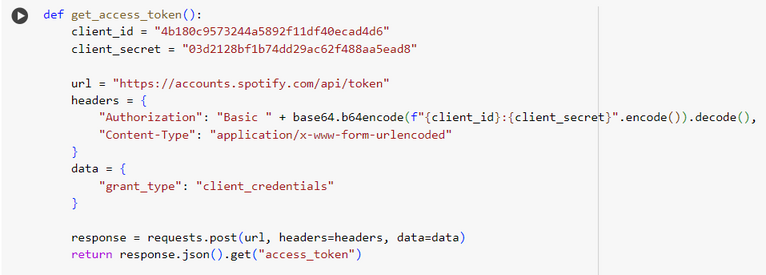 def get_access_token():
    client_id = "4b180c9573244a5892f11df40ecad4d6"
    client_secret = "03d2128bf1b74dd29ac62f488aa5ead8"
    url = "https://accounts.spotify.com/api/token"
    headers = {
        "Authorization": "Basic " + base64.b64encode(f"{client_id}:{client_secret}".encode()).decode(),
        "Content-Type": "application/x-www-form-urlencoded"
    }
    data = {
        "grant_type": "client_credentials"
    }
    response = requests.post(url, headers=headers, data=data)
    return response.json().get("access_token")